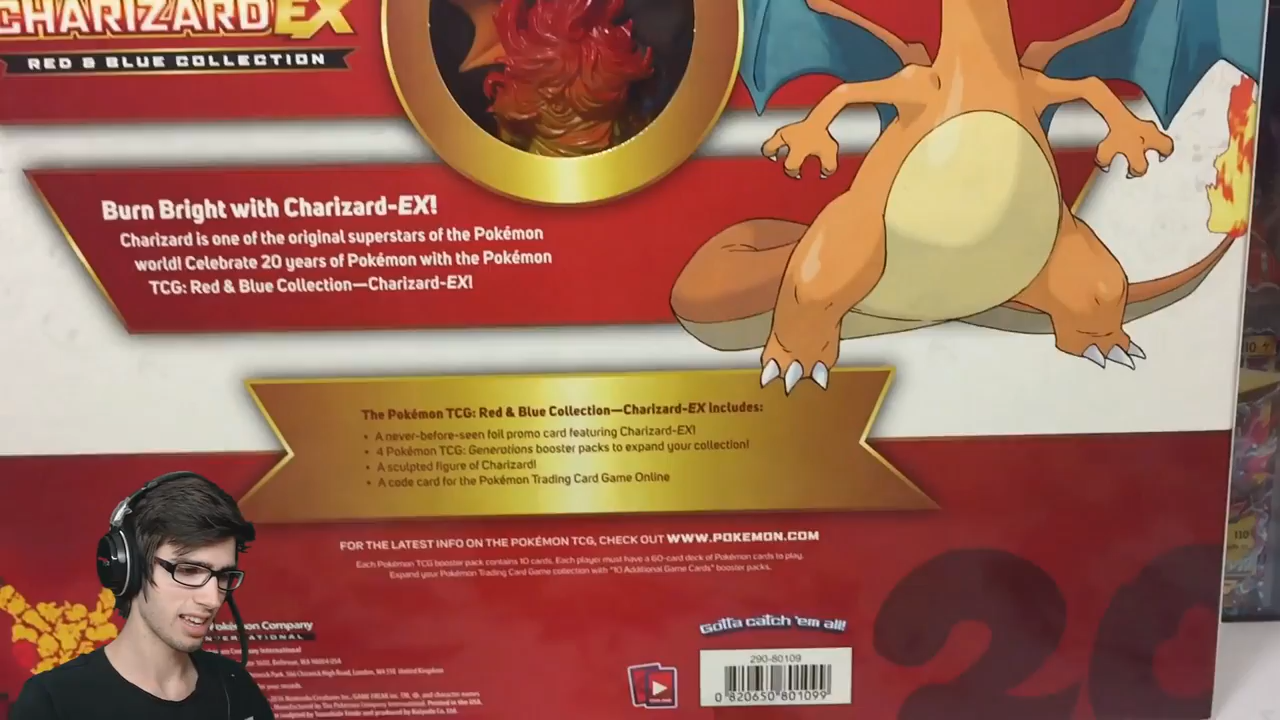 CHARIZARD EX
RED & BLUE COLLECTION
Burn Bright with Charizard-EX!
Charizard is one of the original superstars of the Pokémon
world! Celebrate 20 years of Pokémon with the Pokémon
TCG: Red & Blue Collection—Charizard-EX!
The Pokémon TCG: Red & Blue Collection—Charizard-EX Includes:
• A never-before-seen foil promo card featuring Charizard-EX!
• 4 Pokémon TCG: Generations booster packs to expand your collection!
• A sculpted figure of Charizard!
• A code card for the Pokémon Trading Card Game Online
FOR THE LATEST INFO ON THE POKÉMON TCG, CHECK OUT WWW.POKEMON.COM
Each Pokémon TCG booster pack contains 10 cards. Each player must have a 60-card deck of Pokémon cards to play.
Expand your Pokémon Trading Card Game collection with "10 Additional Game Cards" booster packs.
Pokémon Company
Gotta catch 'em all!
290-80109
0 820650 801099
20
110